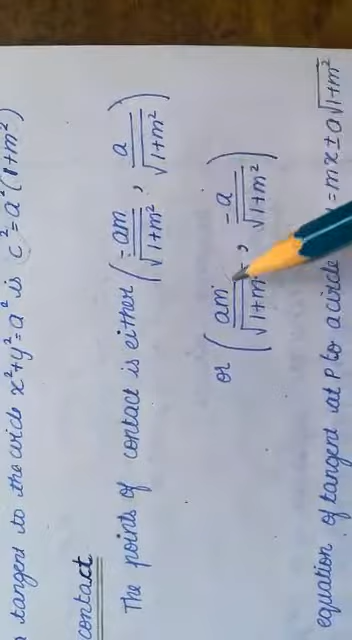 tangent to the circle x²+y²=a² is c²=a²(1+m²)
contact
The points of contact is either (-am/√1+m², a/√1+m²)
or (am/√1+m², -a/√1+m²)
equation of tangent at P to a circle =mx±a√1+m²